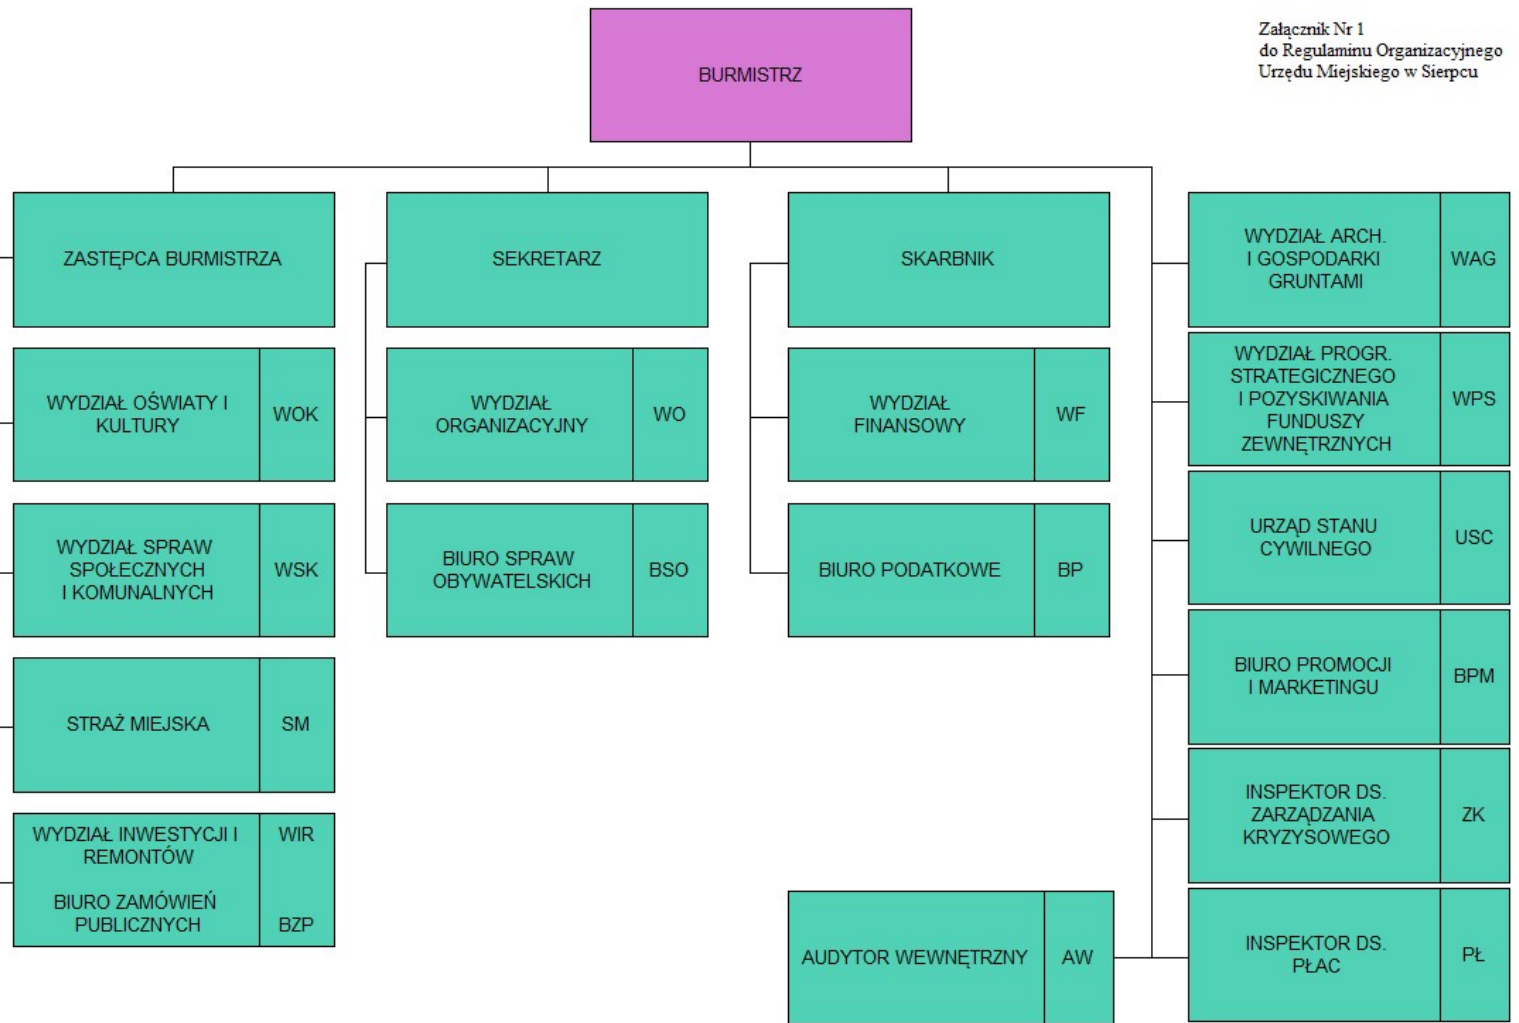 Załącznik Nr 1
do Regulaminu Organizacyjnego
Urzędu Miejskiego w Sierpcu
BURMISTRZ
ZASTĘPCA BURMISTRZA
WYDZIAŁ OŚWIATY I
KULTURY
WOK
WYDZIAŁ SPRAW
SPOŁECZNYCH
I KOMUNALNYCH
WSK
STRAŻ MIEJSKA
SM
WYDZIAŁ INWESTYCJI I
REMONTÓW
WIR
BIURO ZAMÓWIEŃ
PUBLICZNYCH
BZP
SEKRETARZ
WYDZIAŁ
ORGANIZACYJNY
WO
BIURO SPRAW
OBYWATELSKICH
BSO
SKARBNIK
WYDZIAŁ
FINANSOWY
WF
BIURO PODATKOWE
BP
AUDYTOR WEWNĘTRZNY
AW
WYDZIAŁ ARCH.
I GOSPODARKI
GRUNTAMI
WAG
WYDZIAŁ PROGR.
STRATEGICZNEGO
I POZYSKIWANIA
FUNDUSZY
ZEWNĘTRZNYCH
WPS
URZĄD STANU
CYWILNEGO
USC
BIURO PROMOCJI
I MARKETINGU
BPM
INSPEKTOR DS.
ZARZĄDZANIA
KRYZYSOWEGO
ZK
INSPEKTOR DS.
PŁAC
PŁ